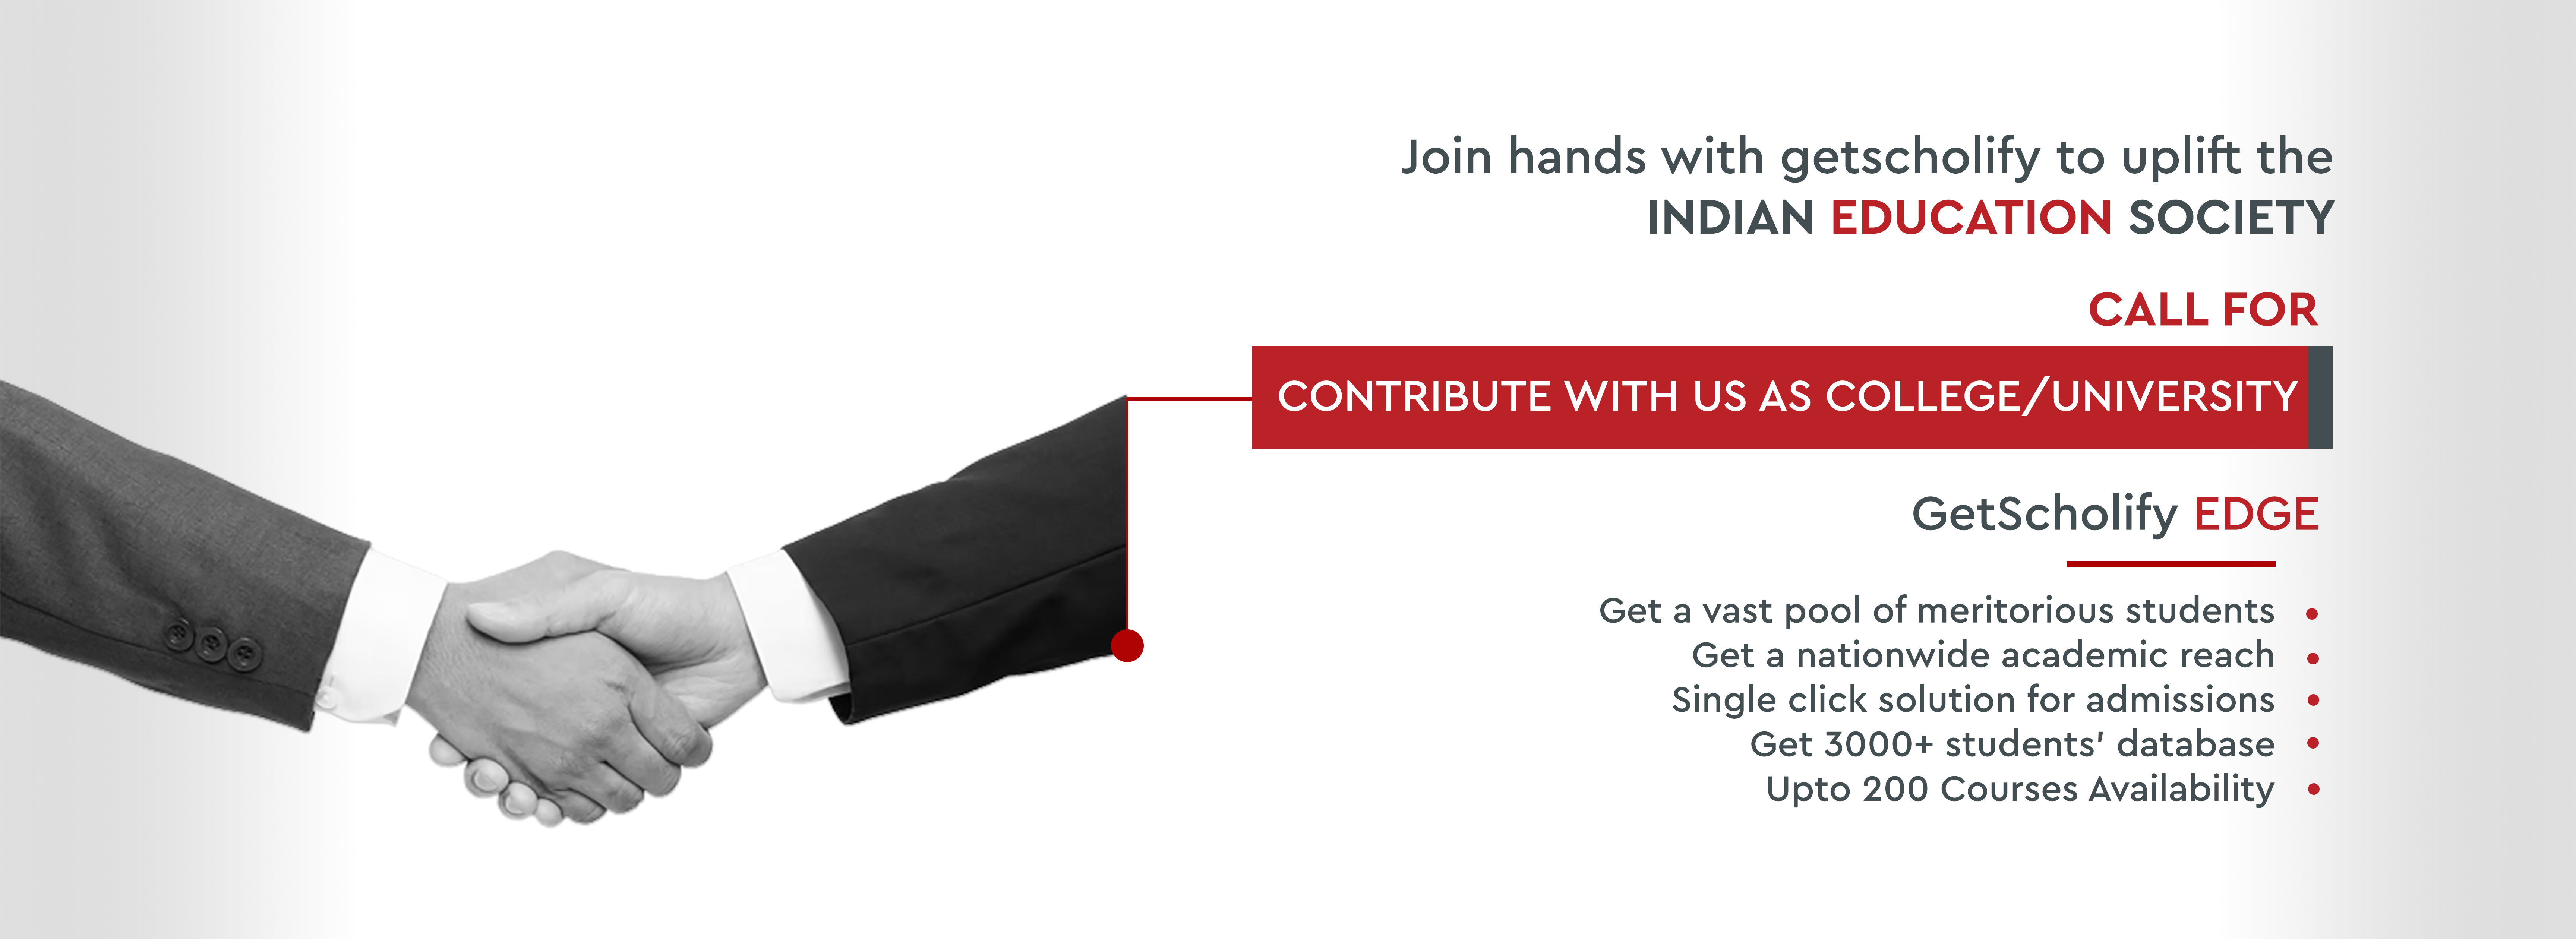 Join hands with getscholify to uplift the
INDIAN EDUCATION SOCIETY
CALL FOR
CONTRIBUTE WITH US AS COLLEGE/UNIVERSITY
GetScholify EDGE
Get a vast pool of meritorious students
Get a nationwide academic reach
Single click solution for admissions
Get 3000+ students' database
Upto 200 Courses Availability